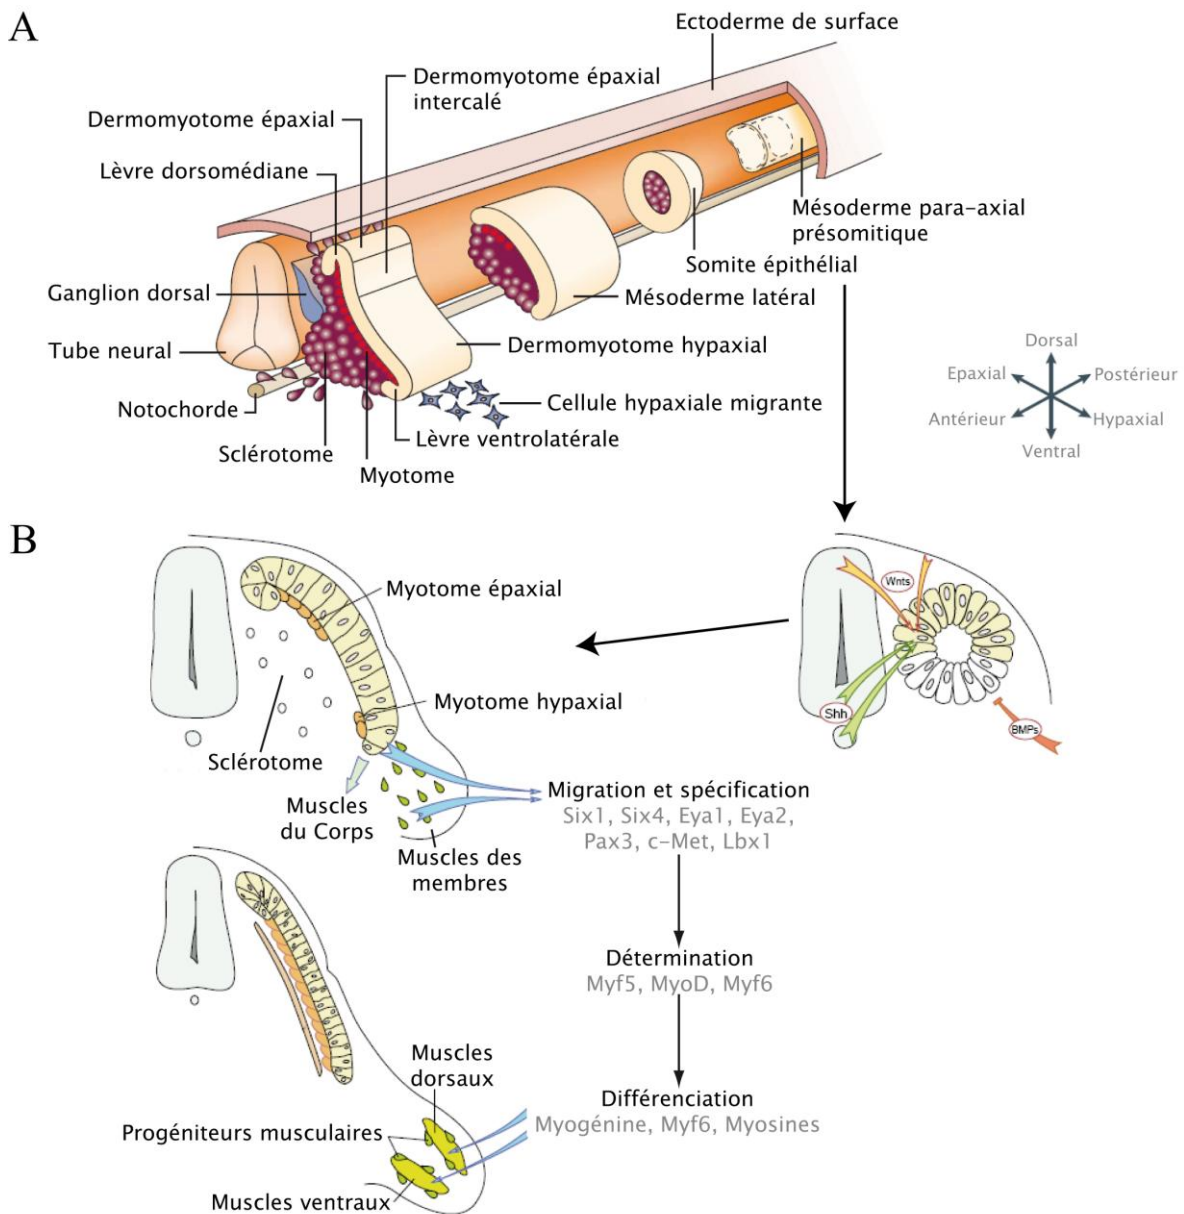 A
Ectoderme de surface
Dermomyotome épaxial
intercalé
Dermomyotome épaxial
Lèvre dorsomédiane
Mésoderme para-axial
présomitique
Somite épithélial
Ganglion dorsal
Mésoderme latéral
Tube neural
Dermomyotome hypaxial
Notochorde
Cellule hypaxiale migrante
Lèvre ventrolatérale
Sclérotome
Myotome
Dorsal
Epaxial
Postérieur
Antérieur
Hypaxial
Ventral
B
Myotome épaxial
Wnts
Myotome hypaxial
Shh
BMPs
Sclérotome
Muscles
du Corps
Muscles des
membres
Migration et spécification
Six1, Six4, Eya1, Eya2,
Pax3, c-Met, Lbx1
Détermination
Myf5, MyoD, Myf6
Muscles
dorsaux
Différenciation
Myogénine, Myf6, Myosines
Progéniteurs musculaires
Muscles ventraux